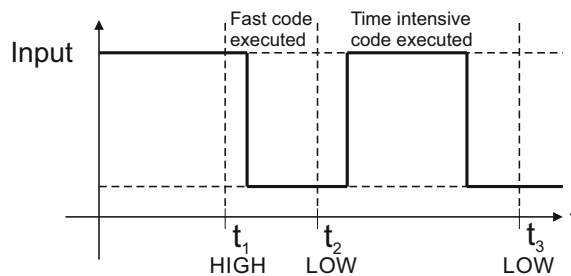 Fast code
executed
Time intensive
code executed
Input
t1
t2
t3
HIGH
LOW
LOW